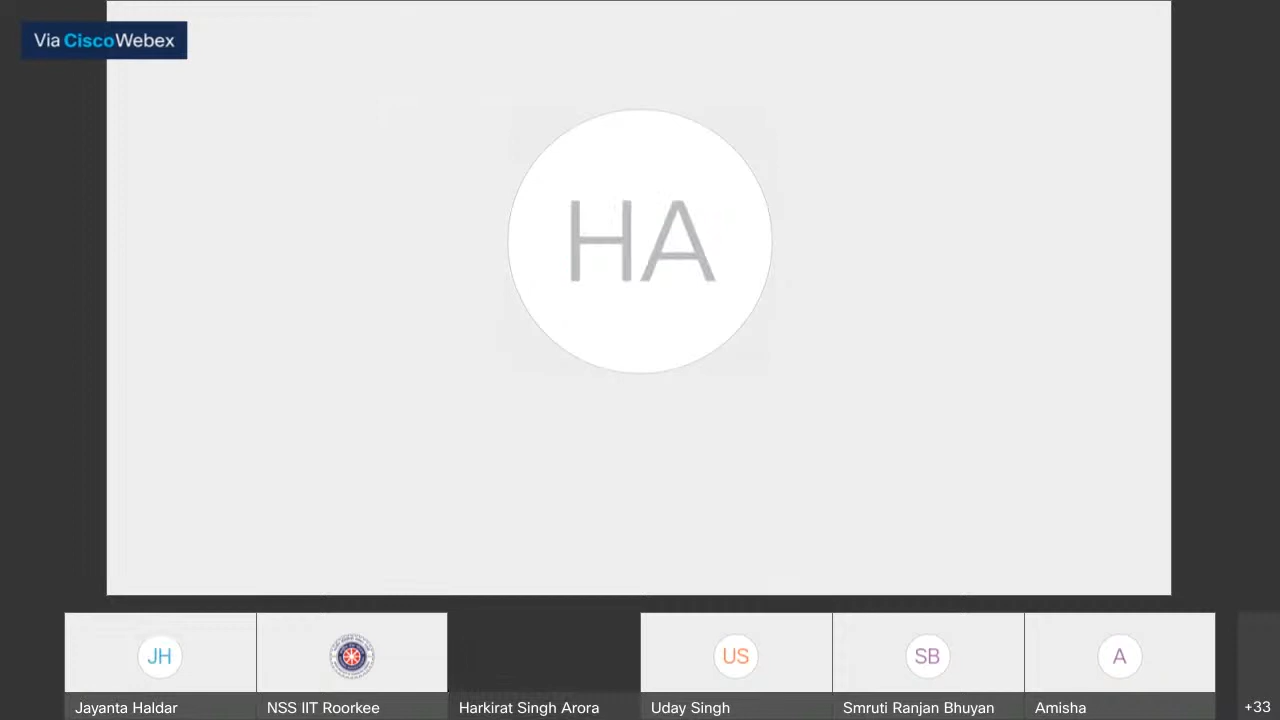 Via CiscoWebex
HA
JH
US
SB
A
Jayanta Haldar
NSS IIT Roorkee
Harkirat Singh Arora
Uday Singh
Smruti Ranjan Bhuyan
Amisha
+33